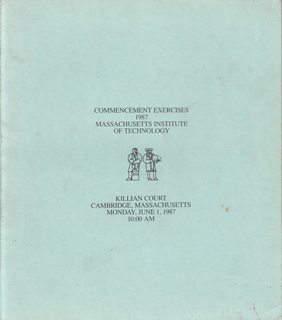 COMMENCEMENT EXERCISES
1987
MASSACHUSETTS INSTITUTE
OF TECHNOLOGY
KILLIAN COURT
CAMBRIDGE, MASSACHUSETTS
MONDAY, JUNE 1, 1987
10:00 AM